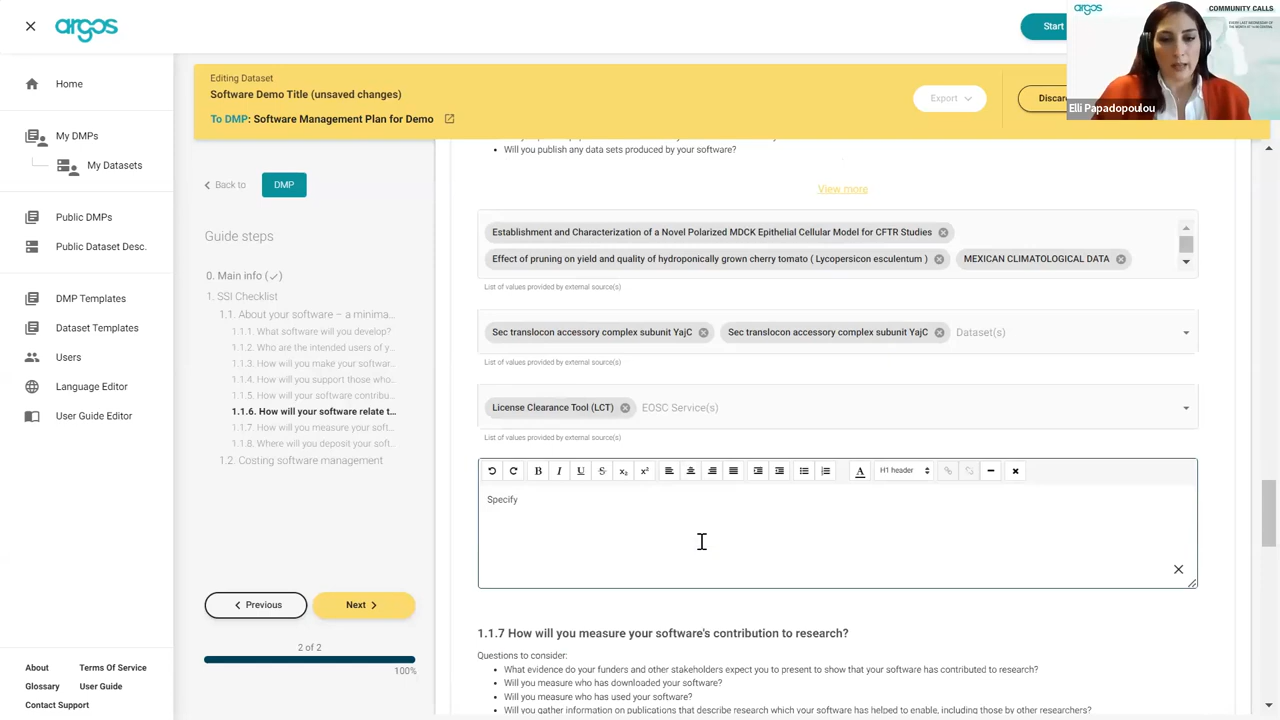 argos
Start
argos
COMMUNITY CALLS
Elli Papadopoulou
Home
My DMPs
My Datasets
Public DMPs
Public Dataset Desc.
DMP Templates
Dataset Templates
Users
Language Editor
User Guide Editor
About
Terms Of Service
Glossary
User Guide
Contact Support
Editing Dataset
Software Demo Title (unsaved changes)
To DMP: Software Management Plan for Demo
Export
Discar
Back to
DMP
Guide steps
0. Main info (✓)
1. SSI Checklist
1.1. About your software – a minima...
1.1.1. What software will you develop?
1.1.2. Who are the intended users of y...
1.1.3. How will you make your softwar...
1.1.4. How will you support those who...
1.1.5. How will your software contribu...
1.1.6. How will your software relate t...
1.1.7. How will you measure your soft...
1.1.8. Where will you deposit your soft...
1.2. Costing software management
Previous
Next
2 of 2
100%
Will you publish any data sets produced by your software?
View more
Establishment and Characterization of a Novel Polarized MDCK Epithelial Cellular Model for CFTR Studies
Effect of pruning on yield and quality of hydroponically grown cherry tomato ( Lycopersicon esculentum ) MEXICAN CLIMATOLOGICAL DATA
List of values provided by external source(s)
Sec translocon accessory complex subunit YajC Sec translocon accessory complex subunit YajC Dataset(s)
List of values provided by external source(s)
License Clearance Tool (LCT) EOSC Service(s)
List of values provided by external source(s)
B I U S x₂ x² A H1 header
Specify
1.1.7 How will you measure your software's contribution to research?
Questions to consider:
What evidence do your funders and other stakeholders expect you to present to show that your software has contributed to research?
Will you measure who has downloaded your software?
Will you measure who has used your software?
Will you gather information on publications that describe research which your software has helped to enable, including those by other researchers?